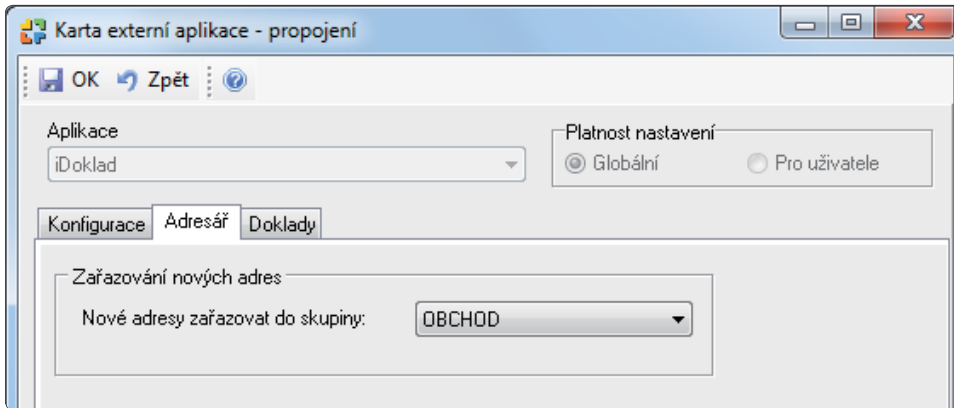 Karta externí aplikace - propojení
OK Zpět
Aplikace
iDoklad
Platnost nastavení
Globální Pro uživatele
Konfigurace Adresář Doklady
Zařazování nových adres
Nové adresy zařazovat do skupiny: OBCHOD